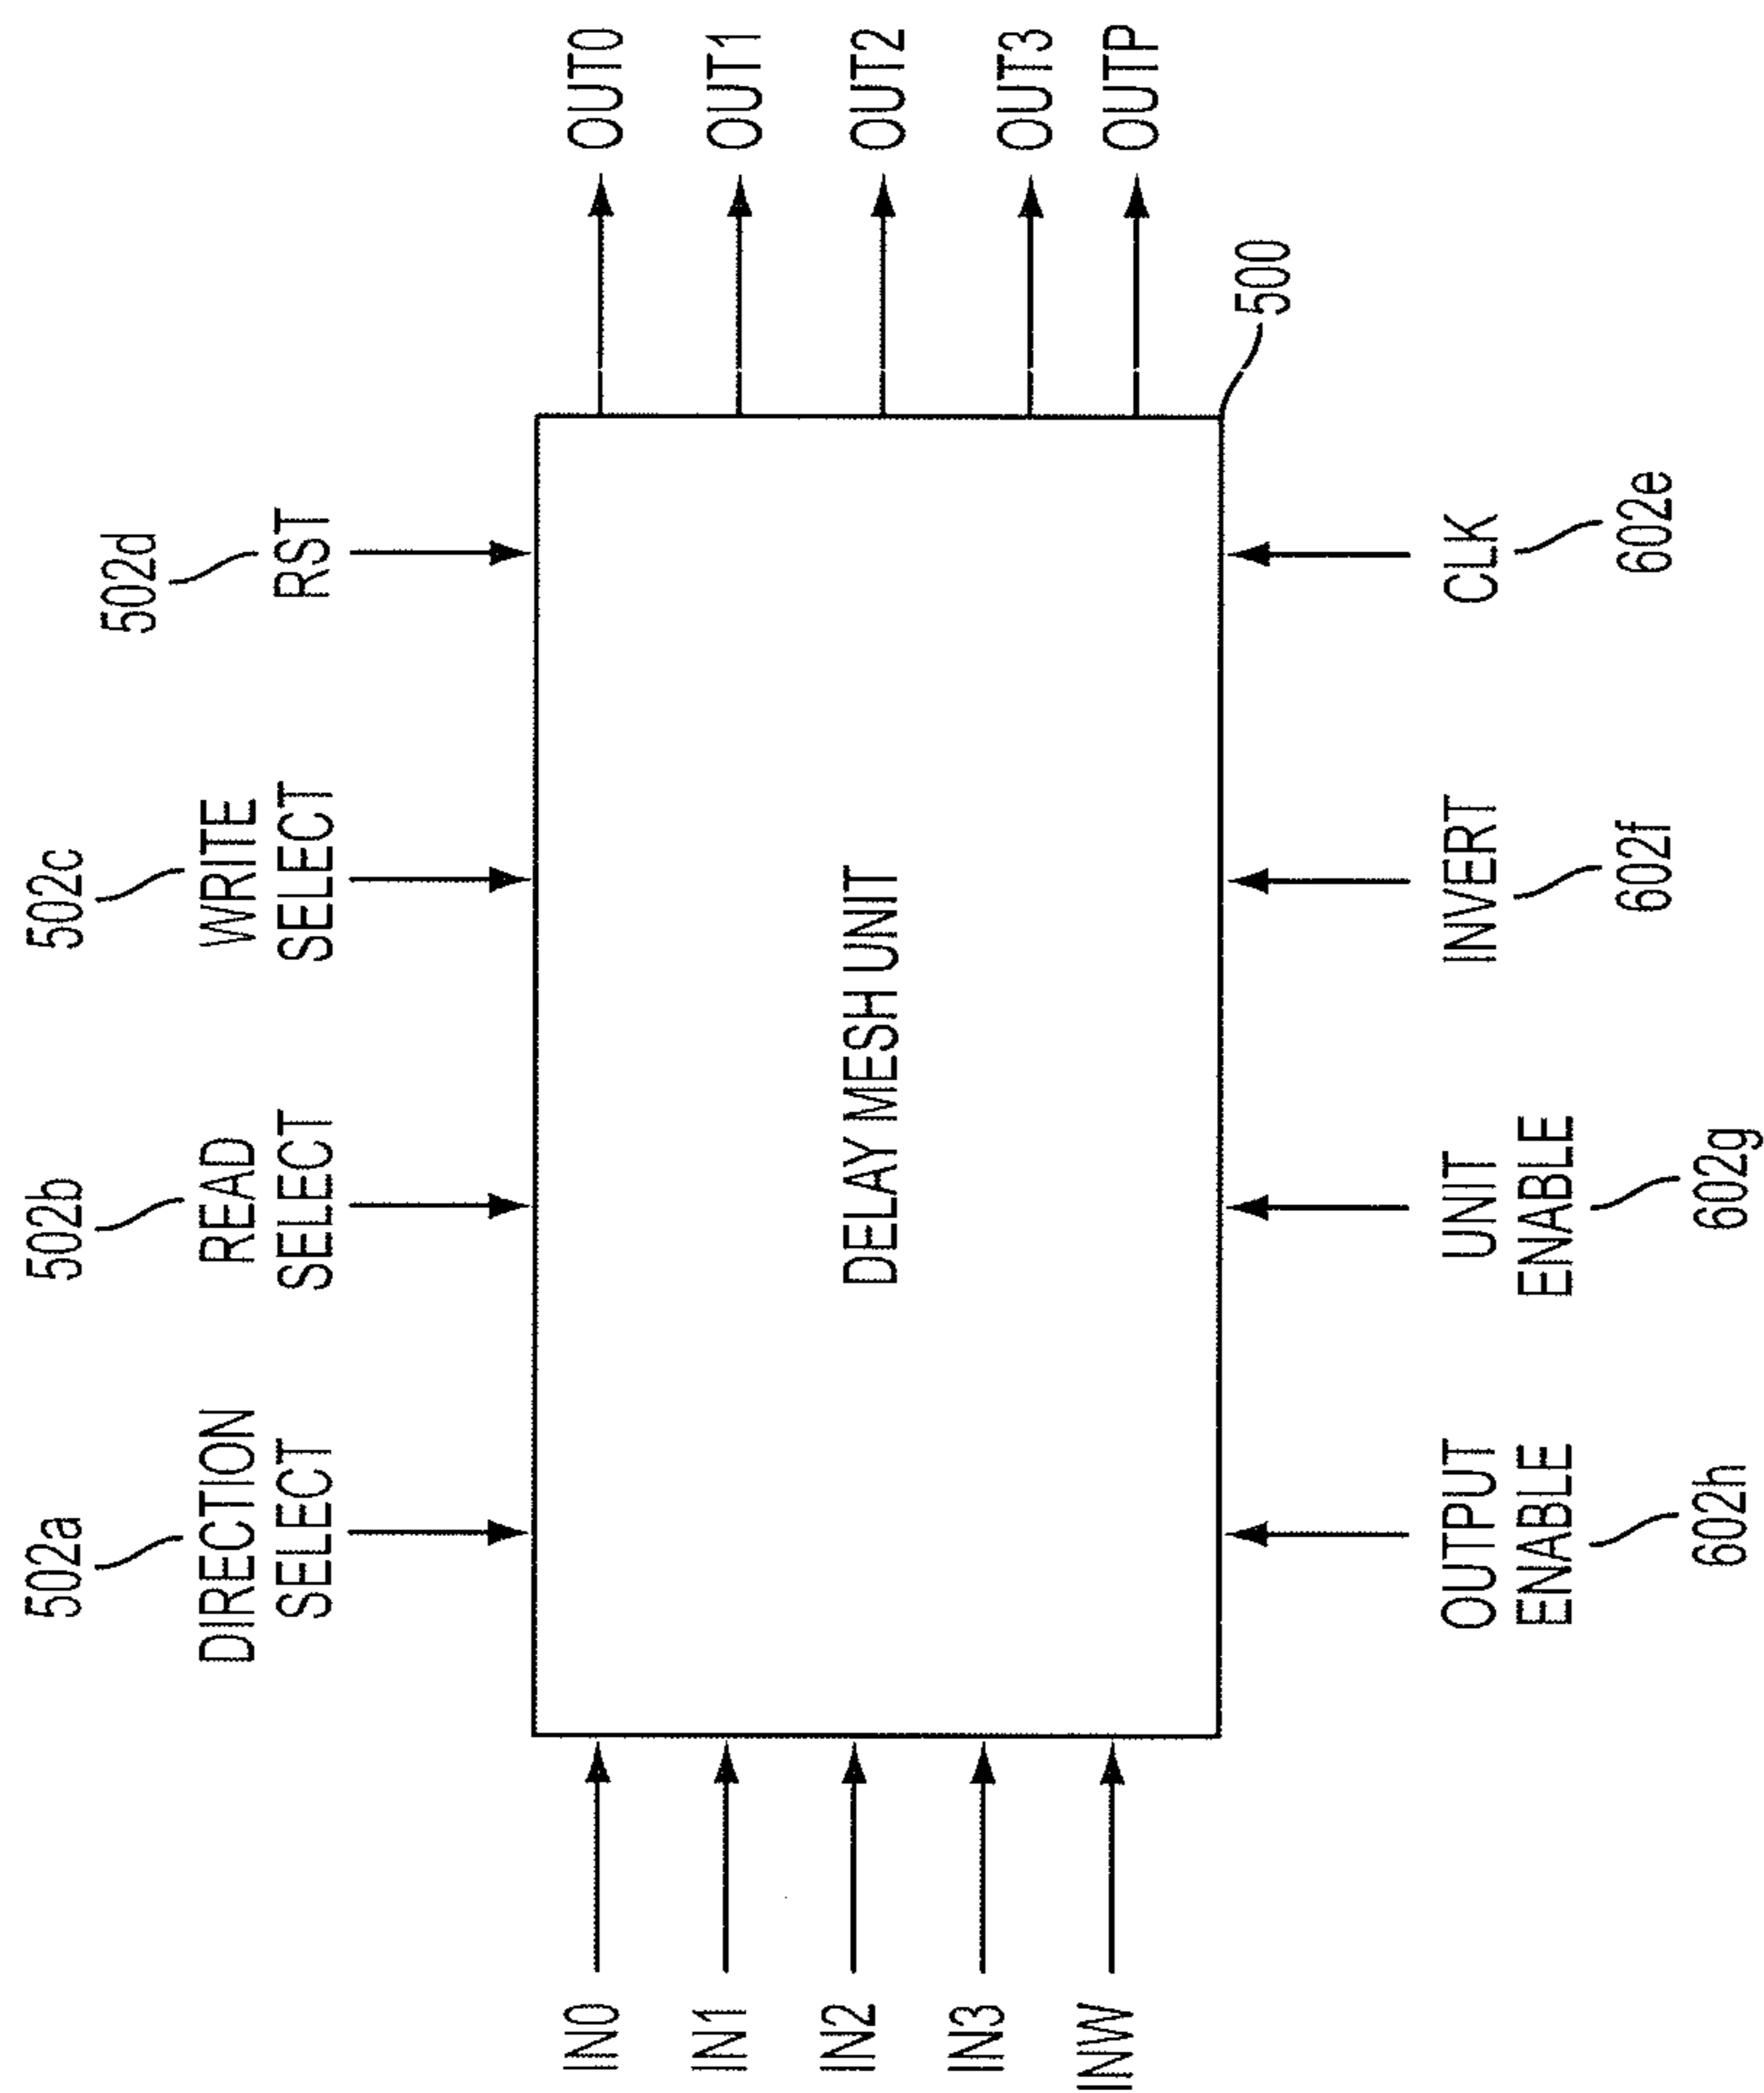 502a
502b
502c
502d
DIRECTION
SELECT
READ
SELECT
WRITE
SELECT
RST
IN0
IN1
IN2
IN3
INW
DELAY MESH UNIT
OUT0
OUT1
OUT2
OUT3
OUTP
500
OUTPUT
ENABLE
UNIT
ENABLE
INVERT
CLK
602h
602g
602f
602e